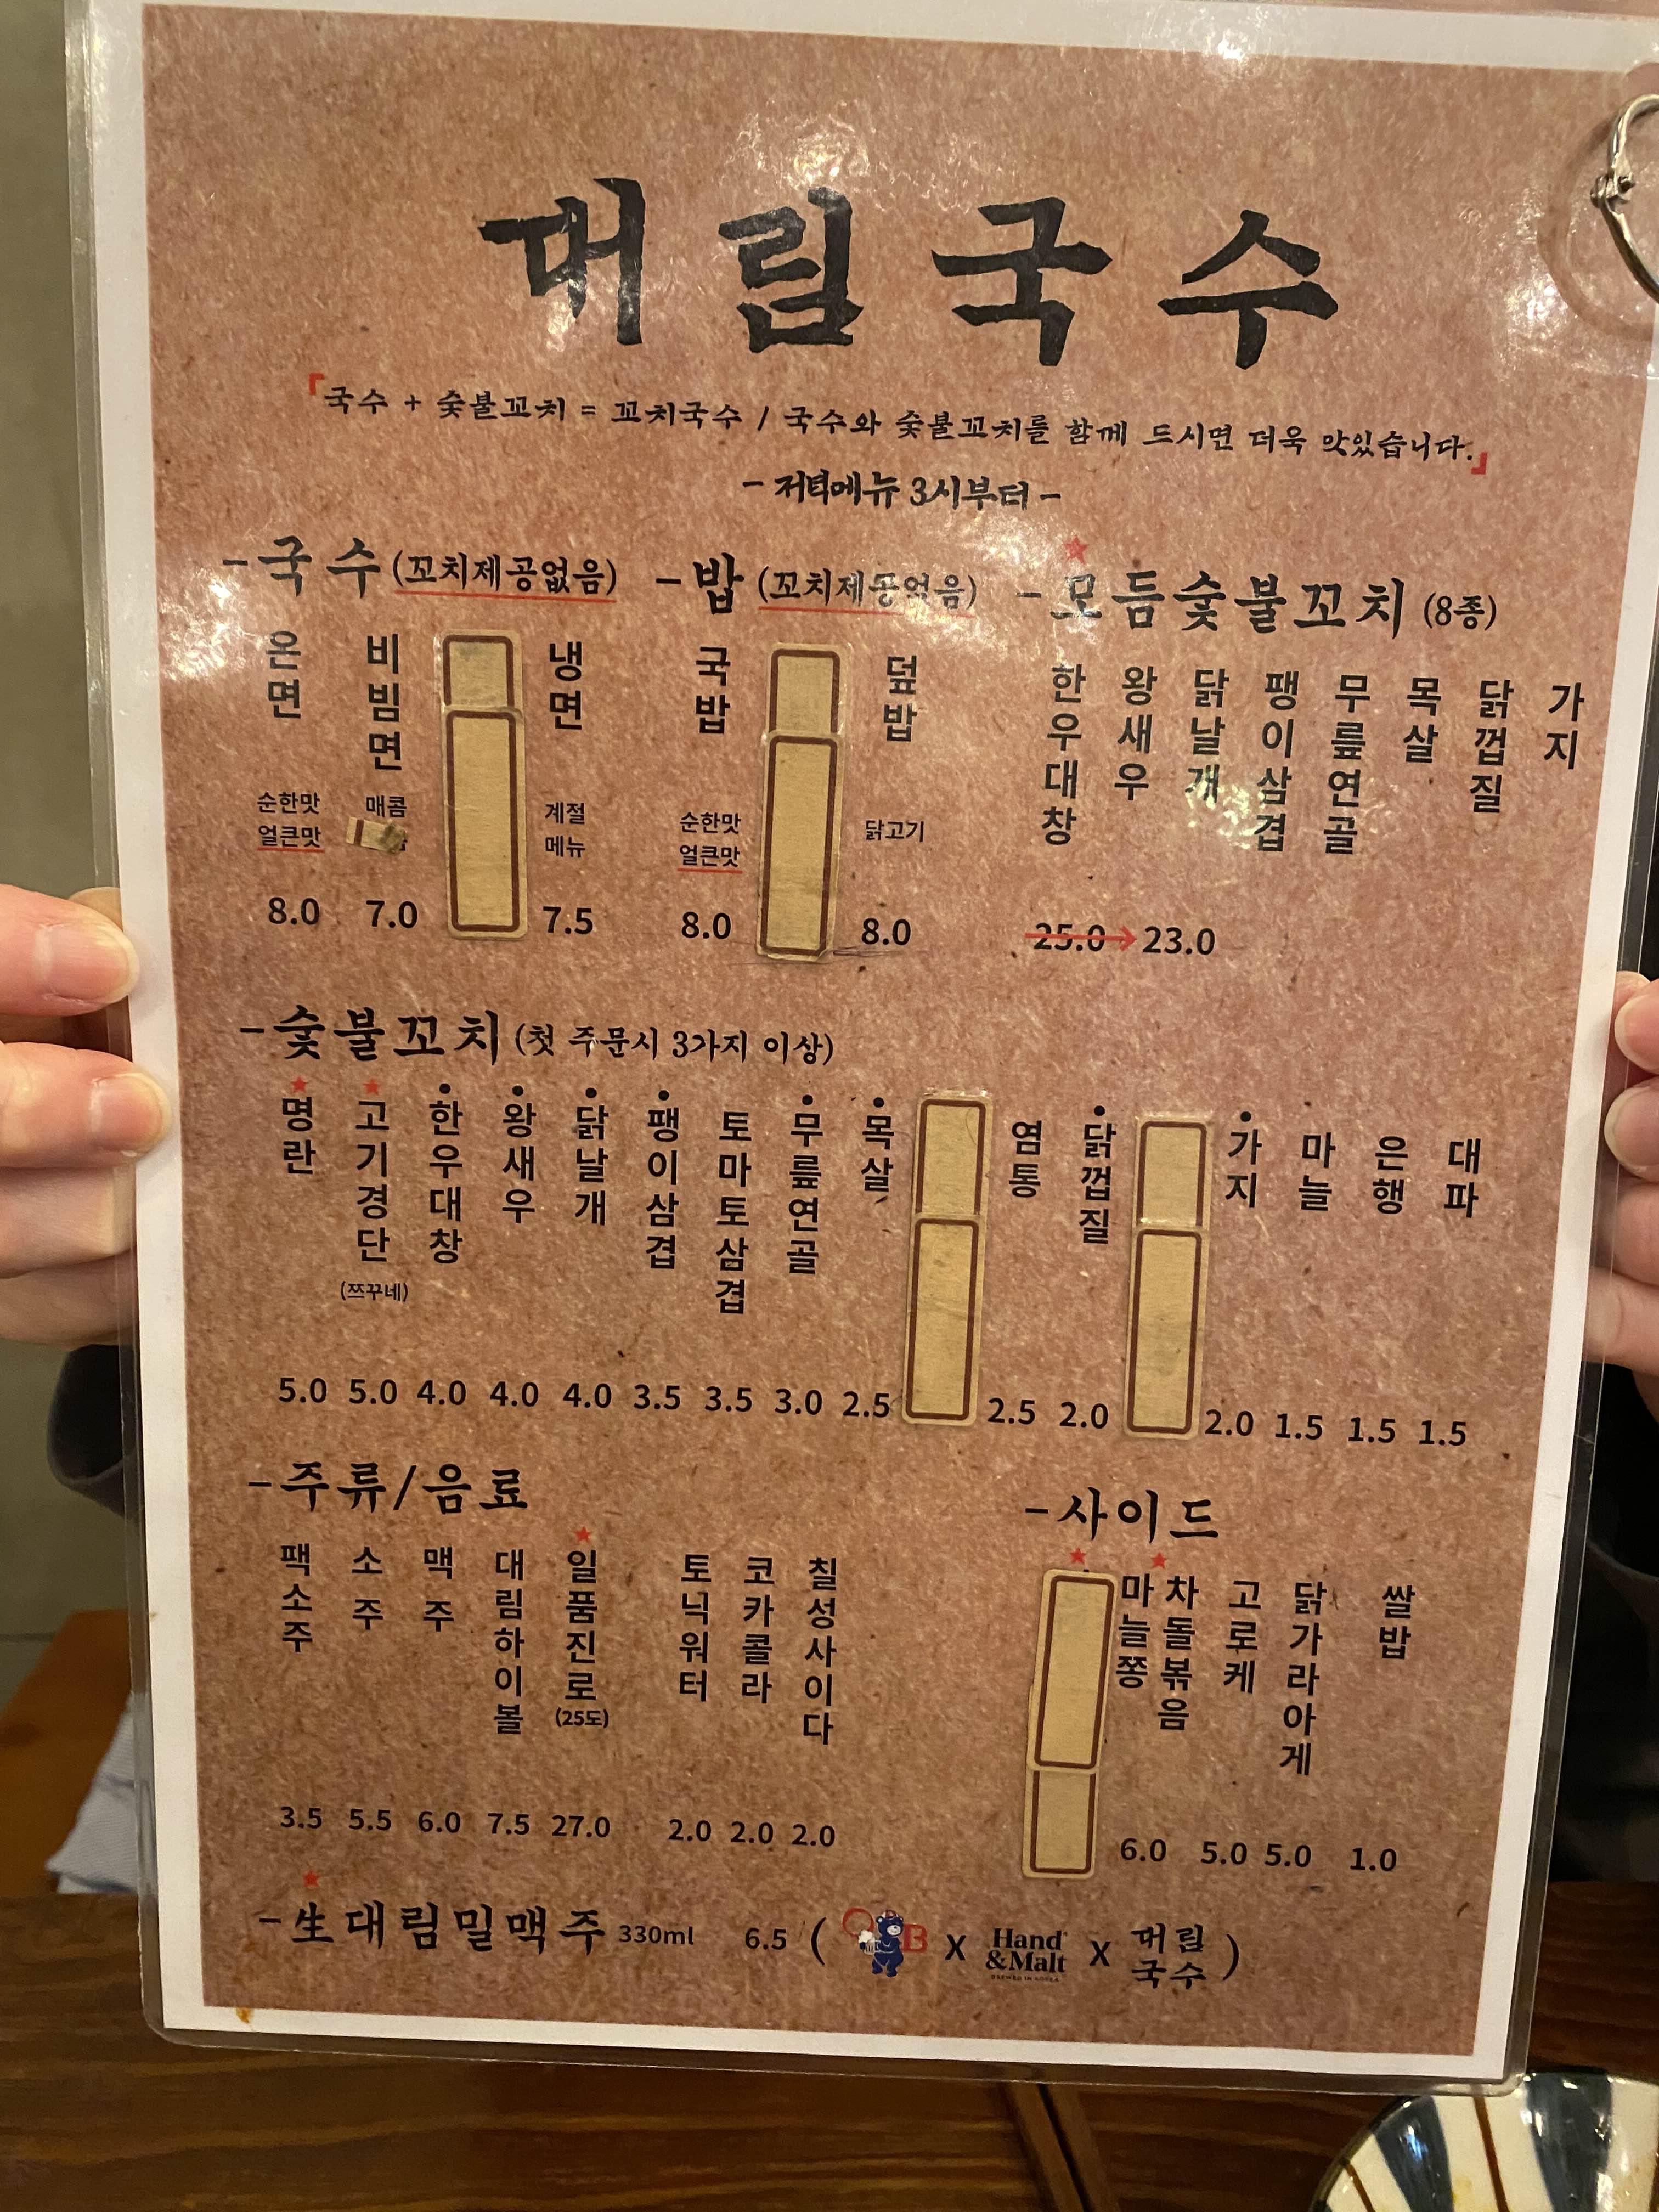 대림국수
「국수 + 숯불꼬치 = 꼬치국수 / 국수와 숯불꼬치를 함께 드시면 더욱 맛있습니다.」
- 저녁메뉴 3시부터 -
- 국수 (꼬치제공없음)
온면 순한맛 얼큰맛 8.0
비빔면 매콤 7.0
냉면 계절 메뉴 7.5
- 밥 (꼬치제공없음)
국밥 순한맛 얼큰맛 8.0
덮밥 닭고기 8.0
★
- 모듬숯불꼬치 (8종)
한우대창
왕새우
닭날개
팽이삼겹
무릎연골
목살
닭껍질
가지
25.0→23.0
- 숯불꼬치 (첫 주문시 3가지 이상)
★명란 5.0
★고기경단 (쯔꾸네) 5.0
•한우대창 4.0
•왕새우 4.0
•닭날개 4.0
•팽이삼겹 3.5
토마토삼겹 3.5
•무릎연골 3.0
•목살 2.5
염통 2.5
•닭껍질 2.0
•가지 2.0
마늘 1.5
은행 1.5
대파 1.5
- 주류/음료
팩소주 3.5
소주 5.5
맥주 6.0
대림하이볼 7.5
★일품진로 (25도) 27.0
토닉워터 2.0
코카콜라 2.0
칠성사이다 2.0
- 사이드
★
★
마늘쫑 차돌볶음 6.0
고로케 5.0
닭가라아게 5.0
쌀밥 1.0
★
- 生대림밀맥주 330ml 6.5 ( OB X Hand &Malt BREWED IN KOREA X 대림 국수 )